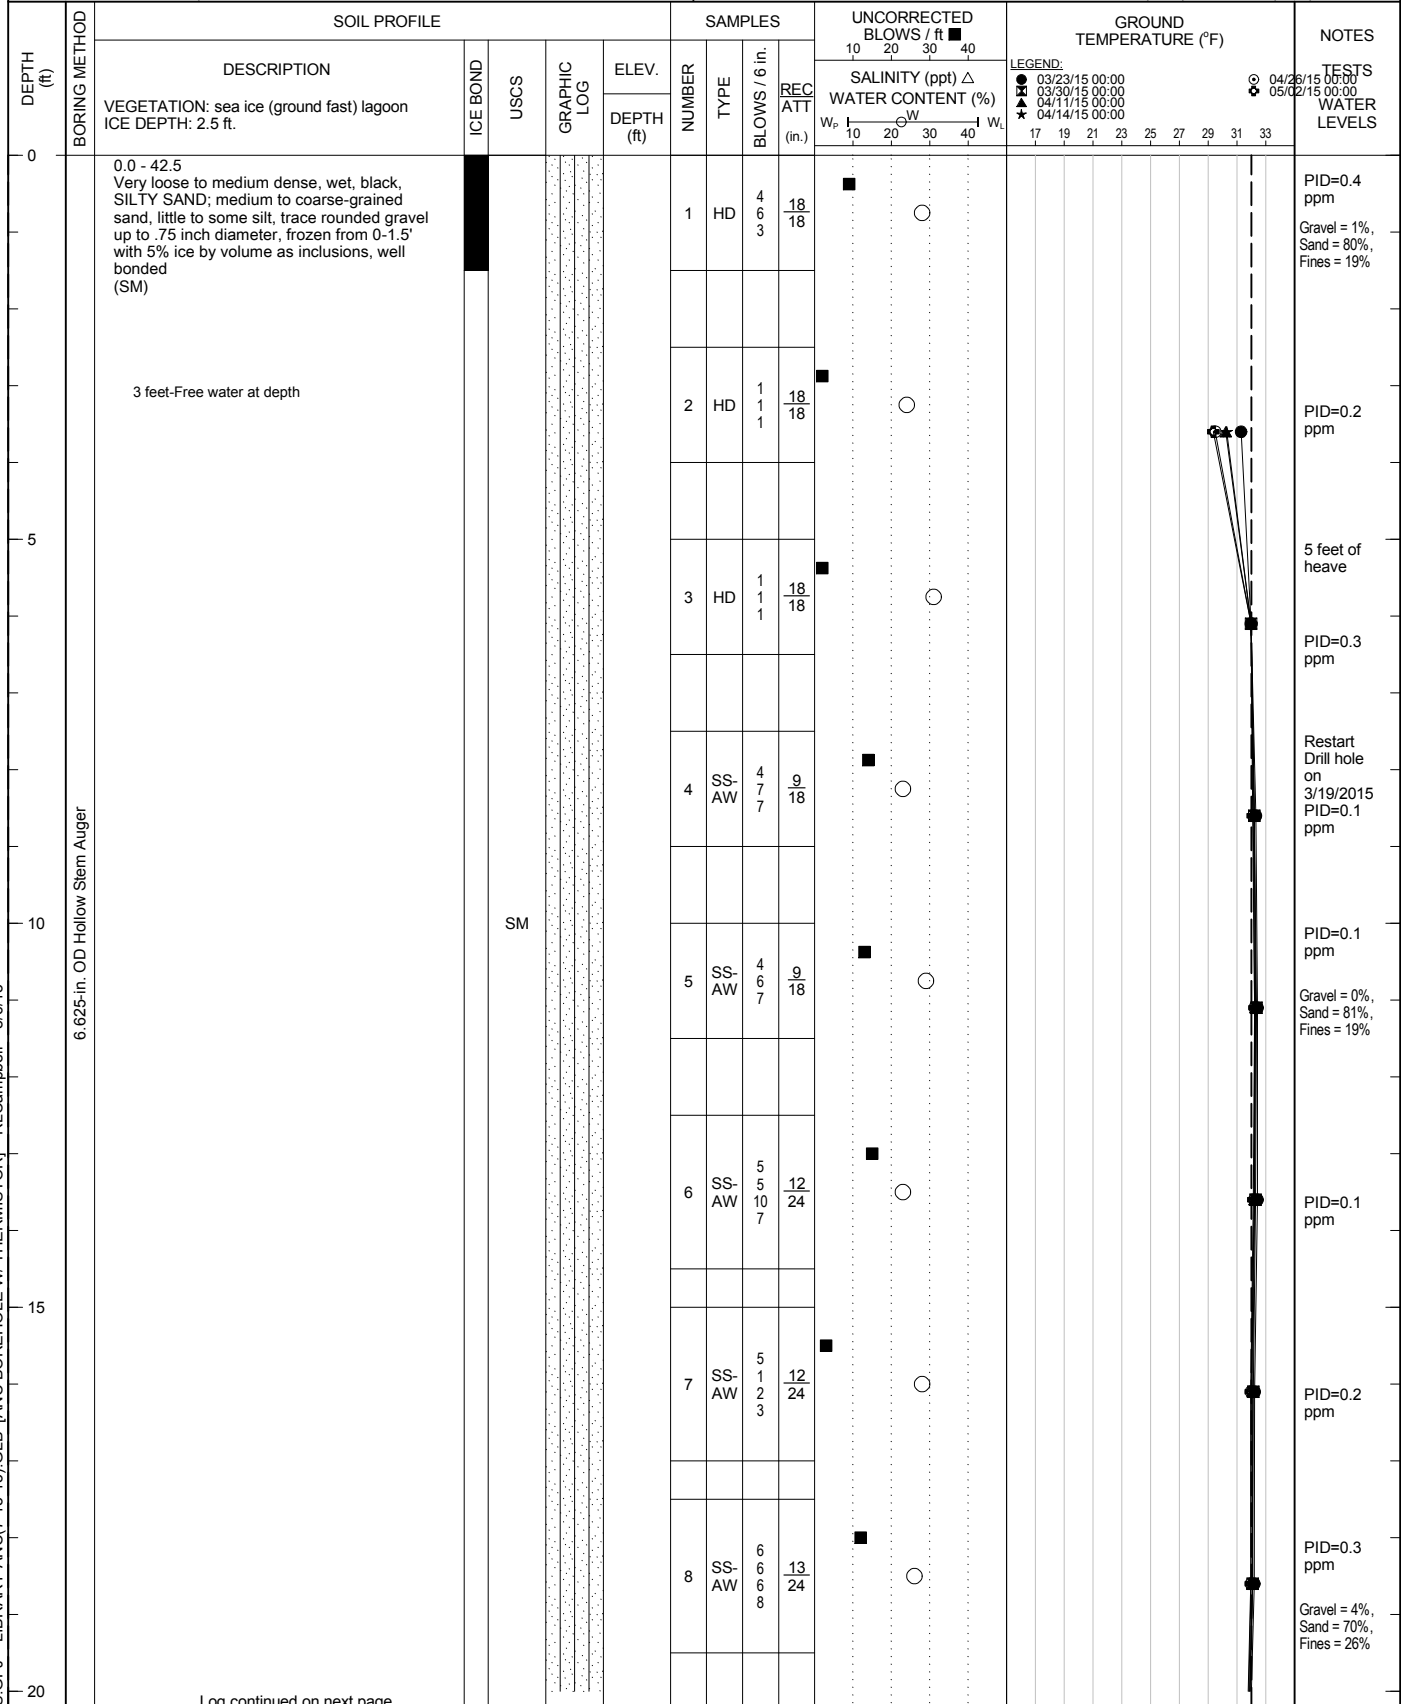 SOIL PROFILE
SAMPLES
UNCORRECTED
BLOWS / ft ■
10 20 30 40
GROUND
TEMPERATURE (°F)
NOTES
TESTS
WATER
LEVELS
DEPTH
(ft)
BORING METHOD
DESCRIPTION
VEGETATION: sea ice (ground fast) lagoon
ICE DEPTH: 2.5 ft.
ICE BOND
USCS
GRAPHIC
LOG
ELEV.
DEPTH
(ft)
NUMBER
TYPE
BLOWS / 6 in.
REC
ATT
(in.)
SALINITY (ppt) △
WATER CONTENT (%)
Wₚ W W_L
10 20 30 40
LEGEND:
03/23/15 00:00
03/30/15 00:00
04/11/15 00:00
04/14/15 00:00
04/26/15 00:00
05/02/15 00:00
17 19 21 23 25 27 29 31 33
0
0.0 - 42.5
Very loose to medium dense, wet, black,
SILTY SAND; medium to coarse-grained
sand, little to some silt, trace rounded gravel
up to .75 inch diameter, frozen from 0-1.5'
with 5% ice by volume as inclusions, well
bonded
(SM)
1 HD
4
6
3
18
18
PID=0.4
ppm
Gravel = 1%,
Sand = 80%,
Fines = 19%
3 feet-Free water at depth
2 HD
1
1
1
18
18
PID=0.2
ppm
5
3 HD
1
1
1
18
18
5 feet of
heave
PID=0.3
ppm
4
SS-
AW
4
7
7
9
18
Restart
Drill hole
on
3/19/2015
PID=0.1
ppm
6.625-in. OD Hollow Stem Auger
10
SM
5
SS-
AW
4
6
7
9
18
PID=0.1
ppm
Gravel = 0%,
Sand = 81%,
Fines = 19%
6
SS-
AW
5
5
10
7
12
24
PID=0.1
ppm
15
7
SS-
AW
5
1
2
3
12
24
PID=0.2
ppm
8
SS-
AW
6
6
6
8
13
24
PID=0.3
ppm
Gravel = 4%,
Sand = 70%,
Fines = 26%
20
Log continued on next page